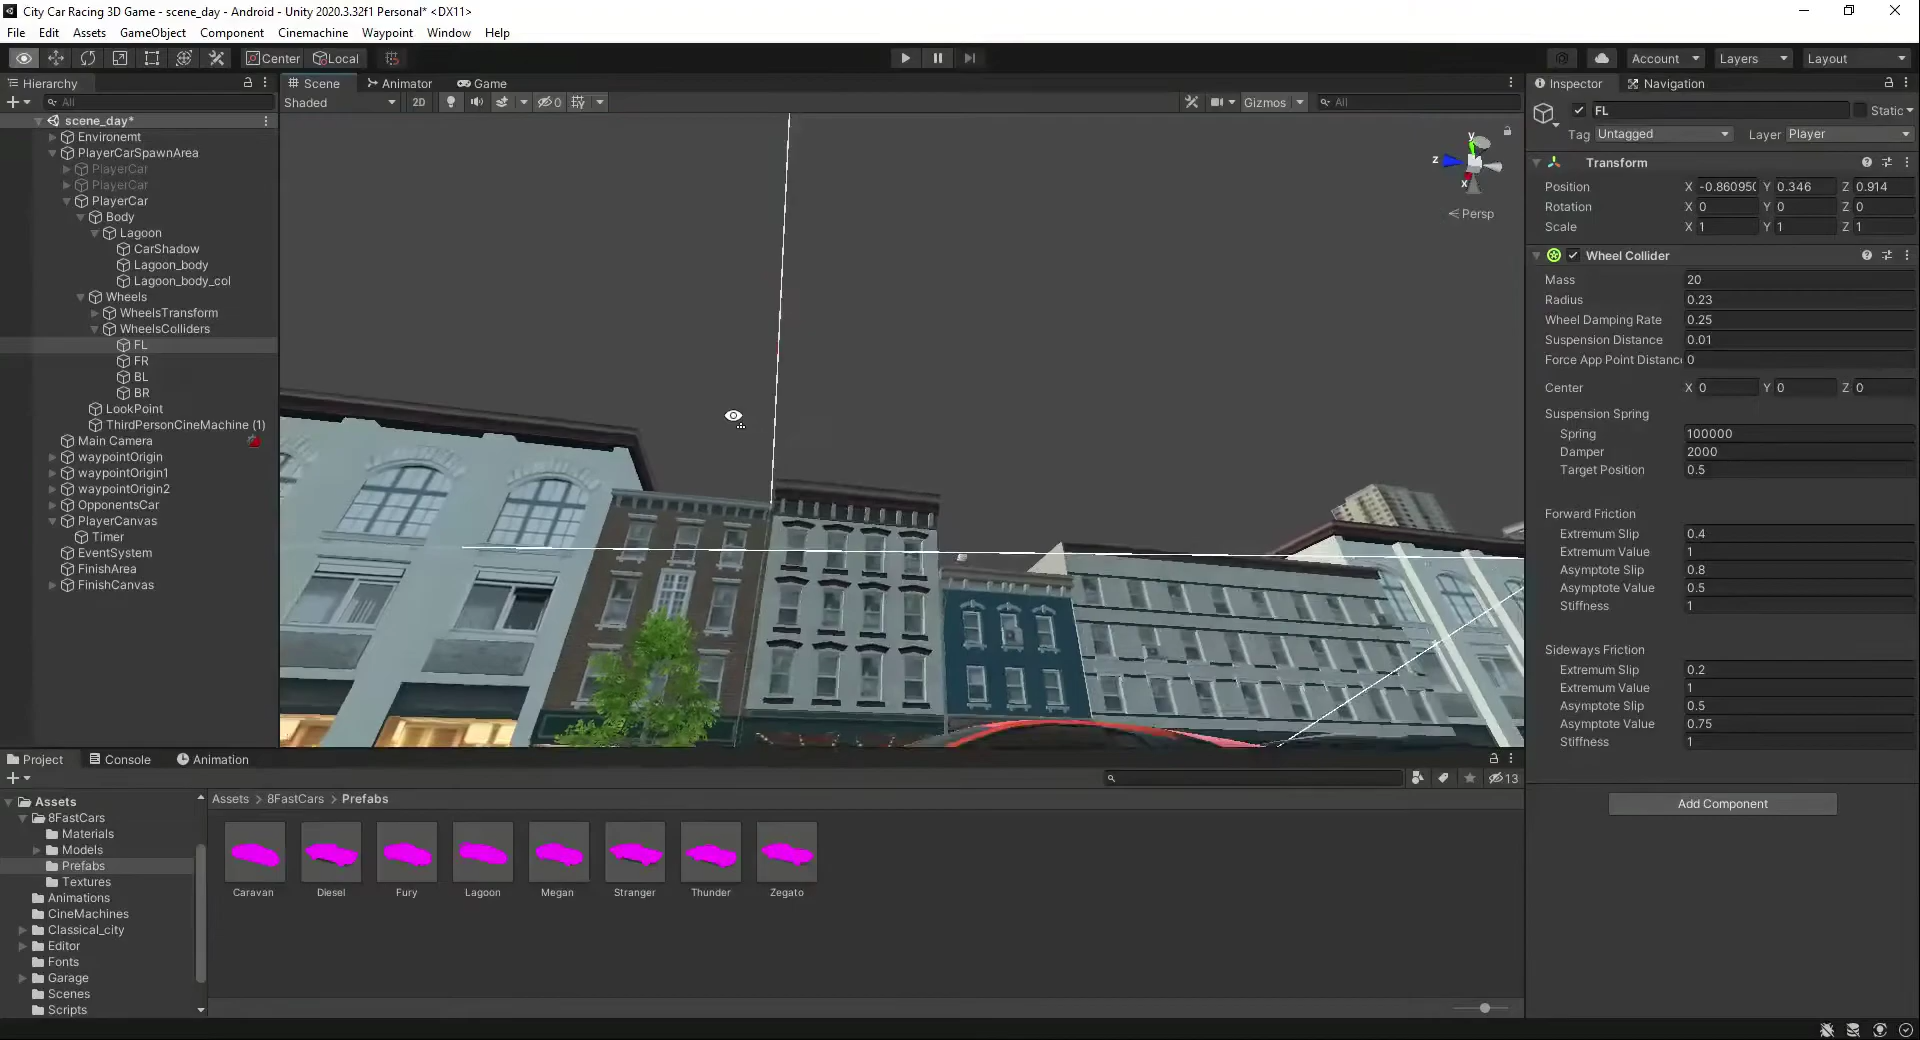 City Car Racing 3D Game - scene_day - Android - Unity 2020.3.32f1 Personal* <DX11>
File Edit Assets GameObject Component Cinemachine Waypoint Window Help
Center Local Account Layers Layout
Hierarchy
All
scene_day*
Environemt
PlayerCarSpawnArea
PlayerCar
PlayerCar
PlayerCar
Body
Lagoon
CarShadow
Lagoon_body
Lagoon_body_col
Wheels
WheelsTransform
WheelsColliders
FL
FR
BL
BR
LookPoint
ThirdPersonCineMachine (1)
Main Camera
waypointOrigin
waypointOrigin1
waypointOrigin2
OpponentsCar
PlayerCanvas
Timer
EventSystem
FinishArea
FinishCanvas
Scene Animator Game
Shaded 2D 0 Gizmos All
y
z
x
Persp
Inspector Navigation
FL Static
Tag Untagged Layer Player
Transform
Position X -0.860950 Y 0.346 Z 0.914
Rotation X 0 Y 0 Z 0
Scale X 1 Y 1 Z 1
Wheel Collider
Mass 20
Radius 0.23
Wheel Damping Rate 0.25
Suspension Distance 0.01
Force App Point Distanc 0
Center X 0 Y 0 Z 0
Suspension Spring
Spring 100000
Damper 2000
Target Position 0.5
Forward Friction
Extremum Slip 0.4
Extremum Value 1
Asymptote Slip 0.8
Asymptote Value 0.5
Stiffness 1
Sideways Friction
Extremum Slip 0.2
Extremum Value 1
Asymptote Slip 0.5
Asymptote Value 0.75
Stiffness 1
Add Component
Project Console Animation
13
Assets
8FastCars
Materials
Models
Prefabs
Textures
Animations
CineMachines
Classical_city
Editor
Fonts
Garage
Scenes
Scripts
Assets > 8FastCars > Prefabs
Caravan Diesel Fury Lagoon Megan Stranger Thunder Zegato